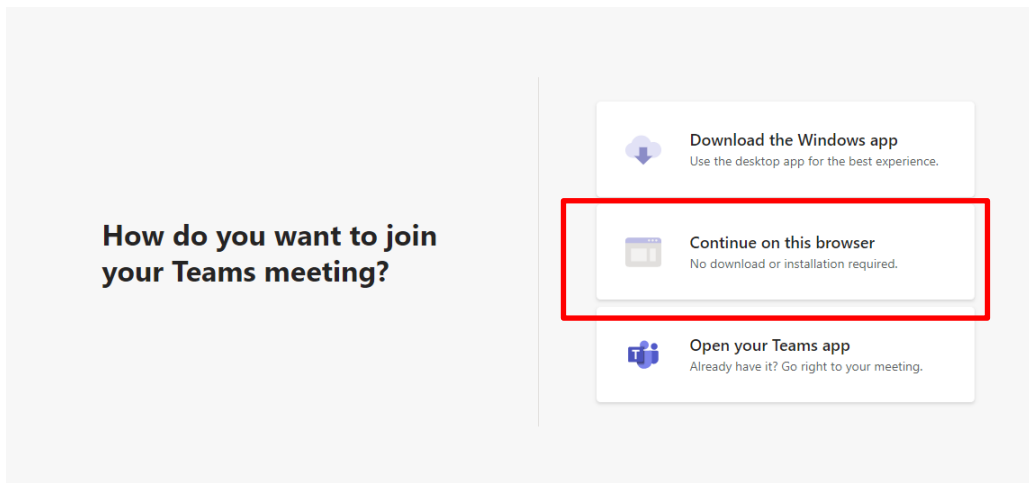 How do you want to join
your Teams meeting?
Download the Windows app
Use the desktop app for the best experience.
Continue on this browser
No download or installation required.
T
Open your Teams app
Already have it? Go right to your meeting.